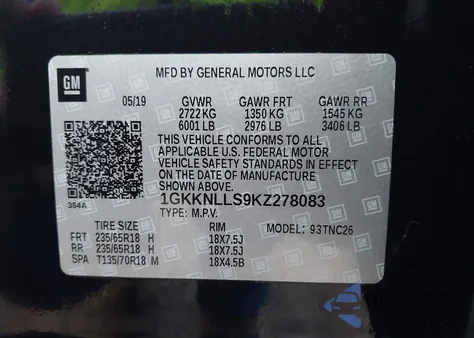 GM
MFD BY GENERAL MOTORS LLC
05/19 GVWR GAWR FRT GAWR RR
2722 KG 1350 KG 1545 KG
6001 LB 2976 LB 3406 LB
THIS VEHICLE CONFORMS TO ALL
APPLICABLE U.S. FEDERAL MOTOR
VEHICLE SAFETY STANDARDS IN EFFECT
ON THE DATE OF MANUFACTURE SHOWN ABOVE.
384A
1GKKNLLS9KZ278083
TYPE: M.P.V.
TIRE SIZE RIM MODEL: 93TNC26
FRT 235/65R18 H 18X7.5J
RR 235/65R18 H 18X7.5J
SPA T135/70R18 M 18X4.5B